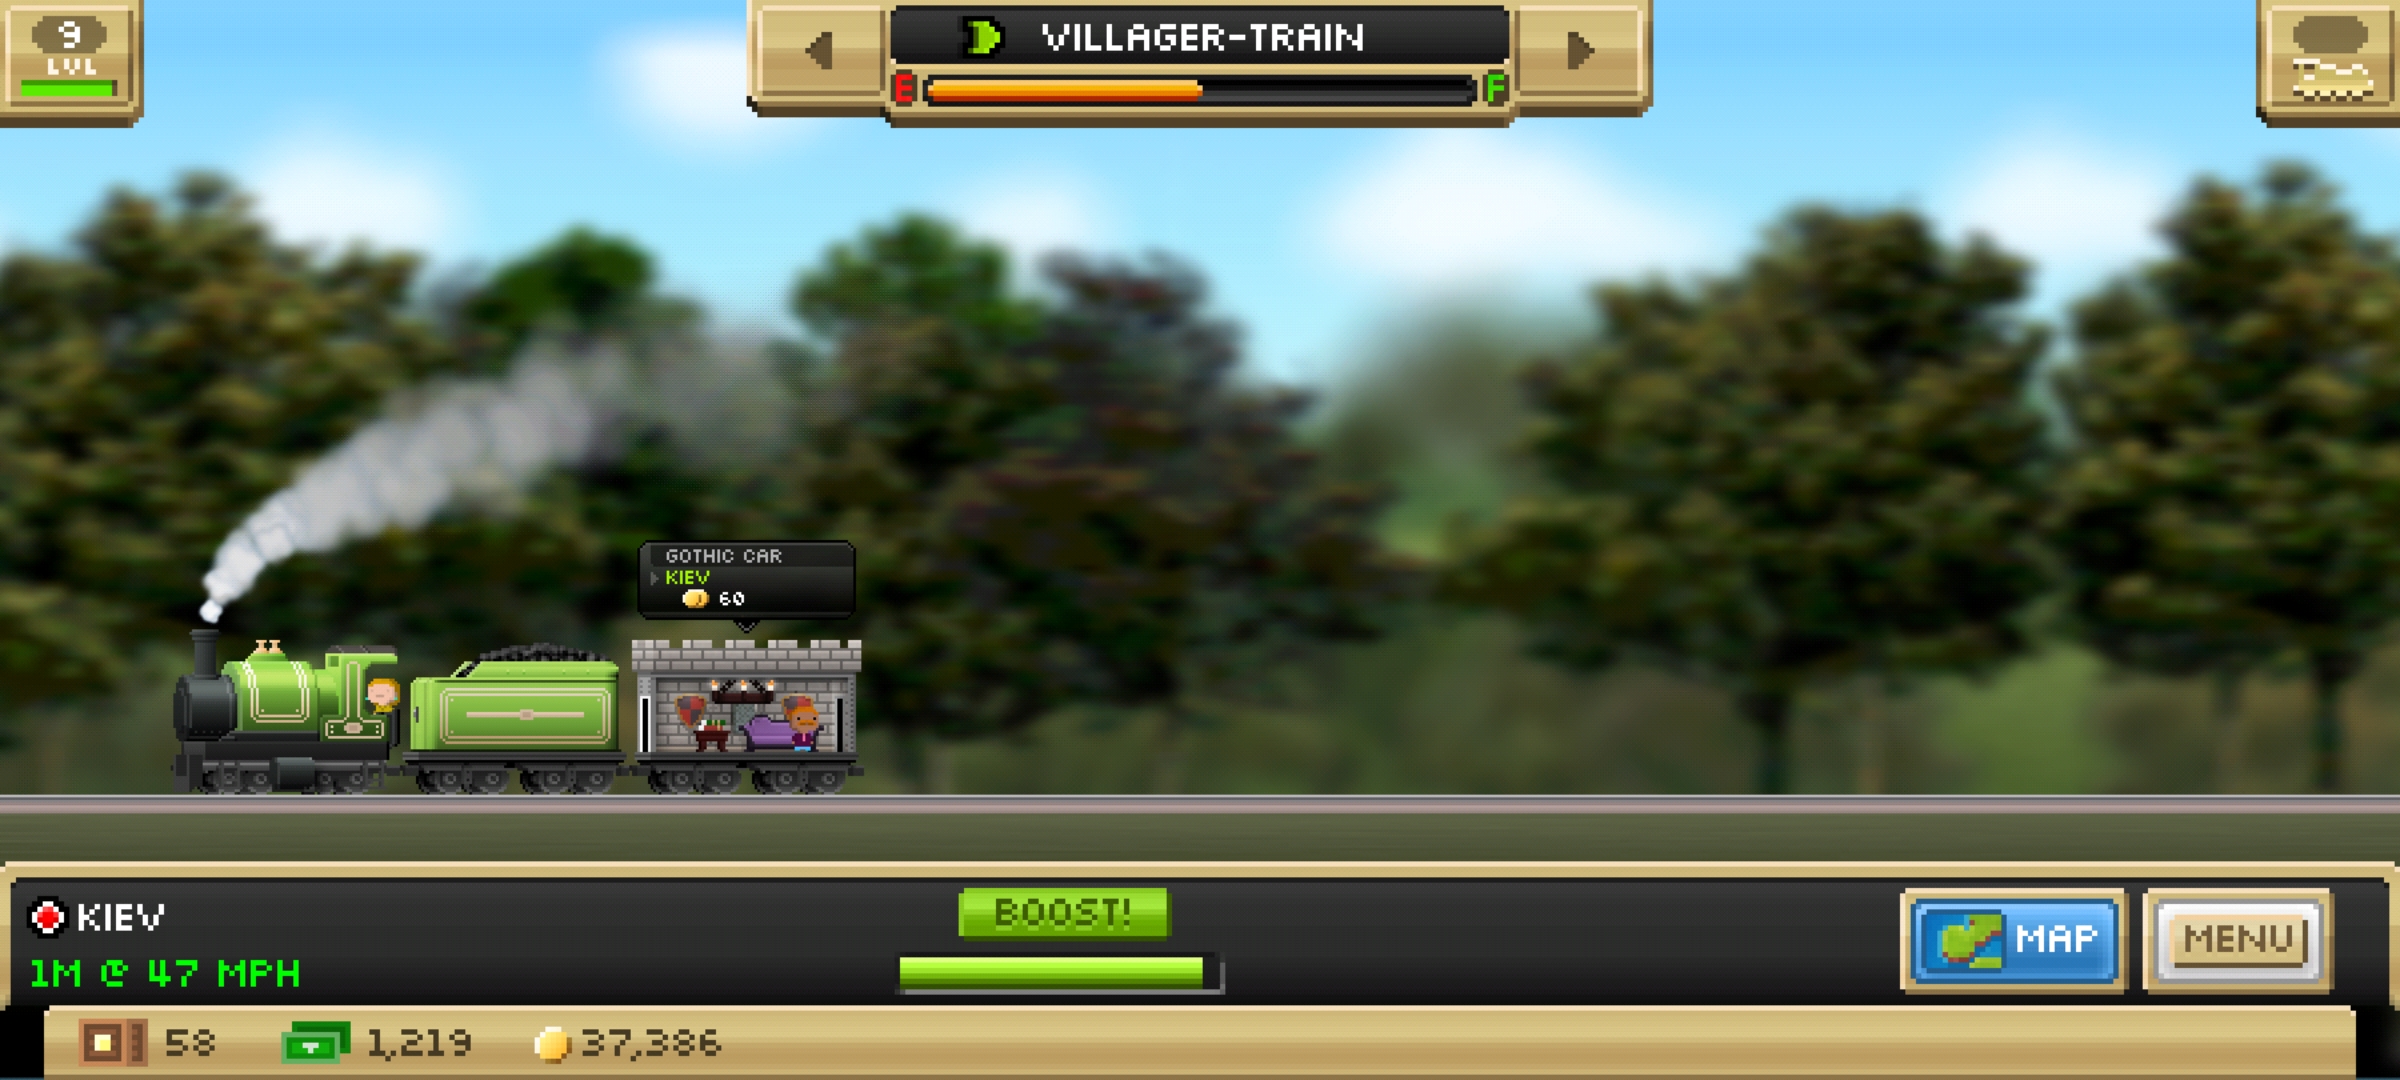 9
LVL
VILLAGER-TRAIN
E F
GOTHIC CAR
KIEV
60
KIEV
BOOST!
1M @ 47 MPH
MAP
MENU
58
1,219
37,386